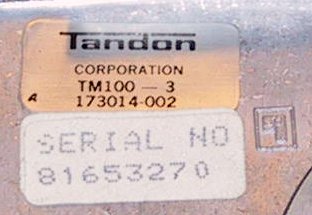 Tandon
CORPORATION
TM100 — 3
A 173014-002
SERIAL NO
81653270